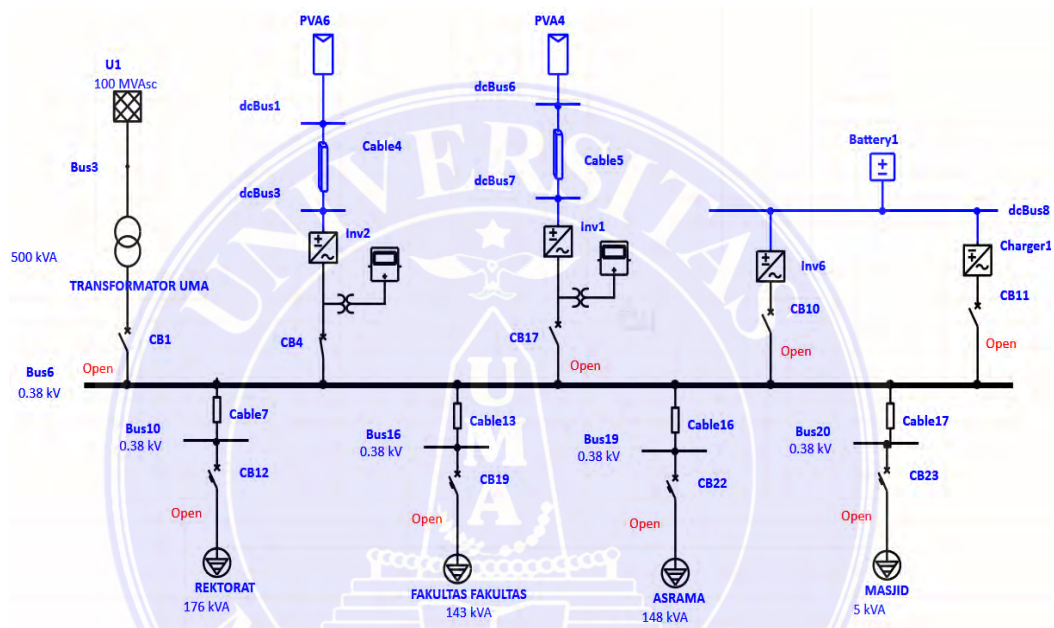 PVA6
PVA4
U1
100 MVAsc
dcBus1
dcBus6
Bus3
Cable4
Cable5
Battery1
dcBus3
dcBus7
dcBus8
Inv2
Inv1
Inv6
Charger1
500 kVA
TRANSFORMATOR UMA
CB1
CB4
CB17
CB10
CB11
Open
Open
Open
Open
Bus6
0.38 kV
Cable7
Cable13
Cable16
Cable17
Bus10
0.38 kV
Bus16
0.38 kV
Bus19
0.38 kV
Bus20
0.38 kV
CB12
CB19
CB22
CB23
Open
Open
Open
Open
REKTORAT
176 kVA
FAKULTAS FAKULTAS
143 kVA
ASRAMA
148 kVA
MASJID
5 kVA
UNIVERSITAS
UMA